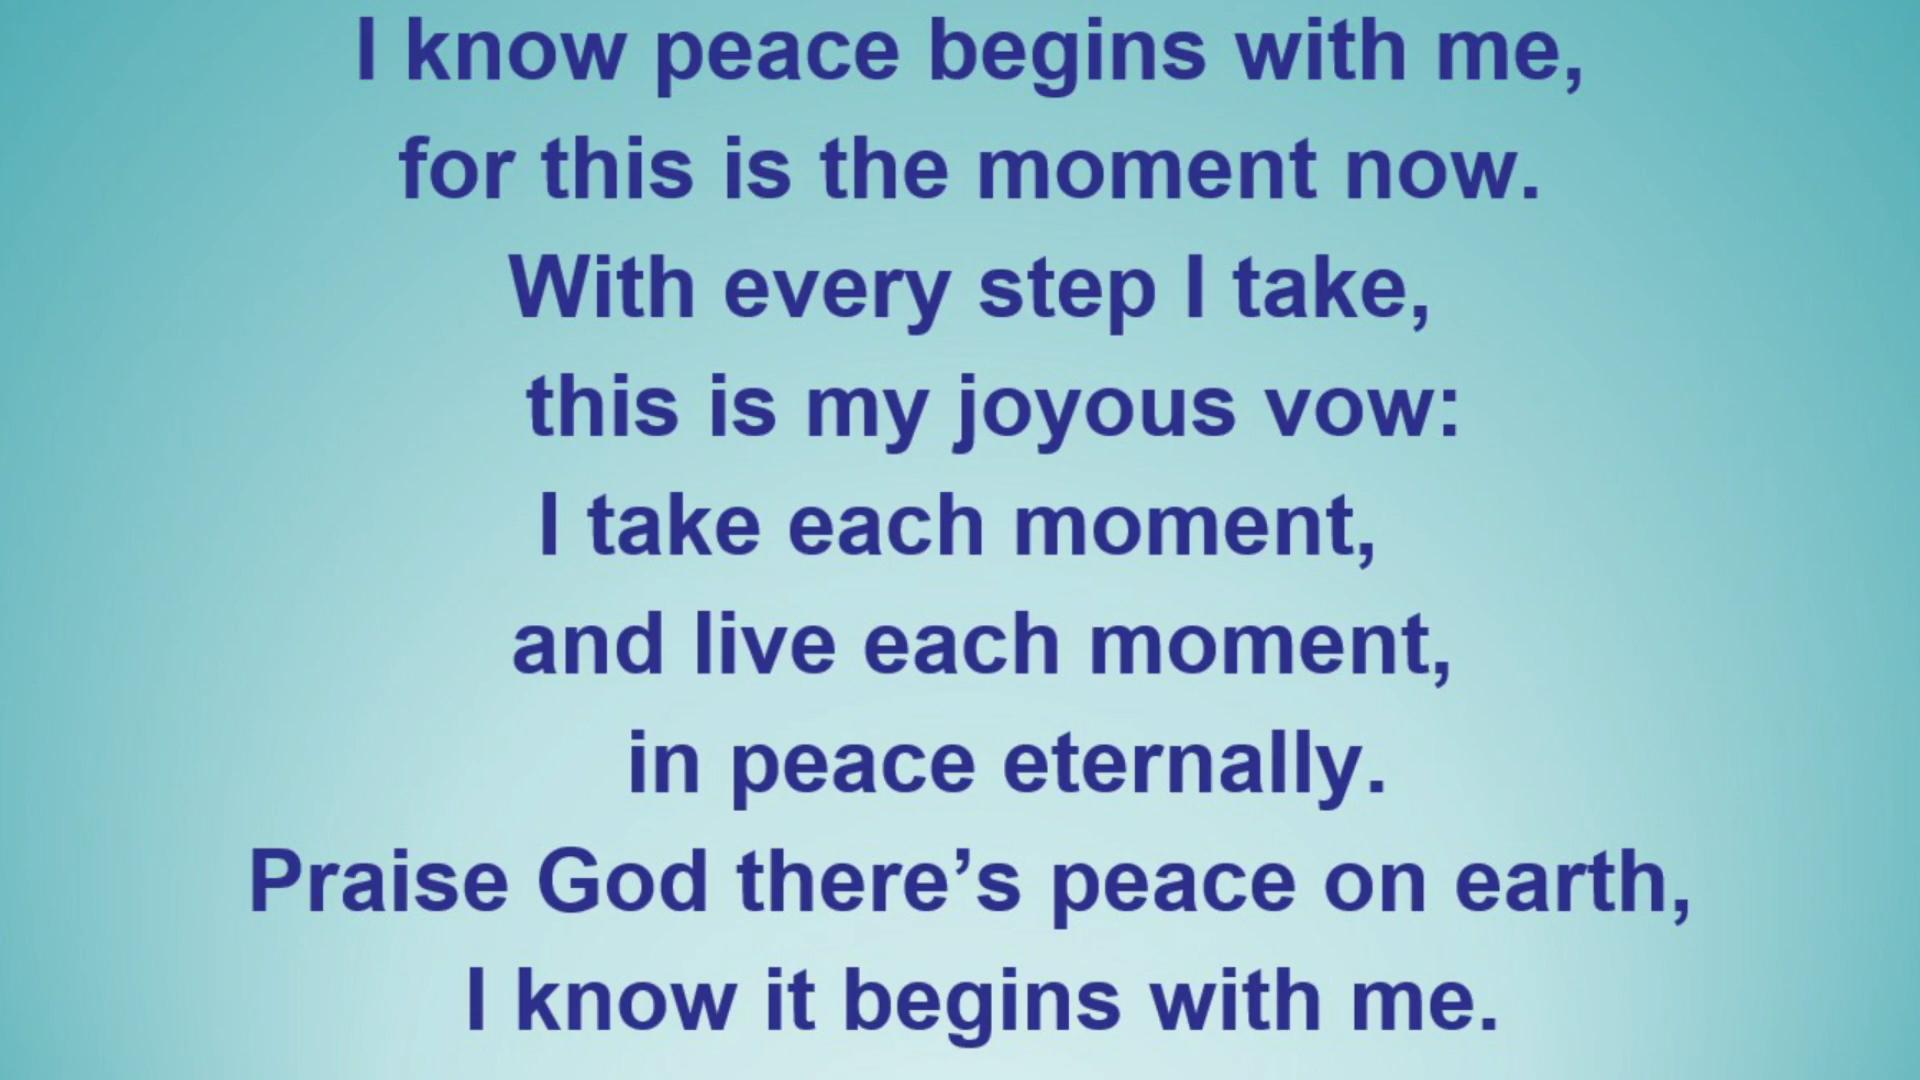 I know peace begins with me,
for this is the moment now.
With every step I take,
this is my joyous vow:
I take each moment,
and live each moment,
in peace eternally.
Praise God there’s peace on earth,
I know it begins with me.